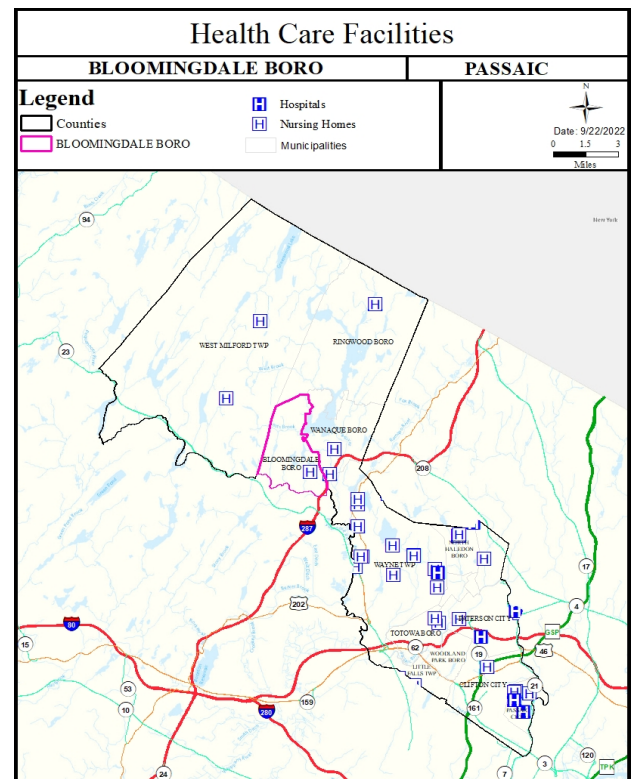 Health Care Facilities
BLOOMINGDALE BORO
PASSAIC
Legend
Counties
BLOOMINGDALE BORO
H Hospitals
H Nursing Homes
Municipalities
N
Date: 9/22/2022
0 1.5 3
Miles
New York
94
23
WEST MILFORD TWP
RINGWOOD BORO
WANAQUE BORO
BLOOMINGDALE
BORO
208
287
17
HALEDON
BORO
WAYNE TWP
202
4
80
15
TOTOWA BORO
GSP
62
19
46
WOODLAND
PARK BORO
LITTLE
FALLS TWP
CLIFTON CITY
21
53
10
159
161
280
120
3
24
7
TPK